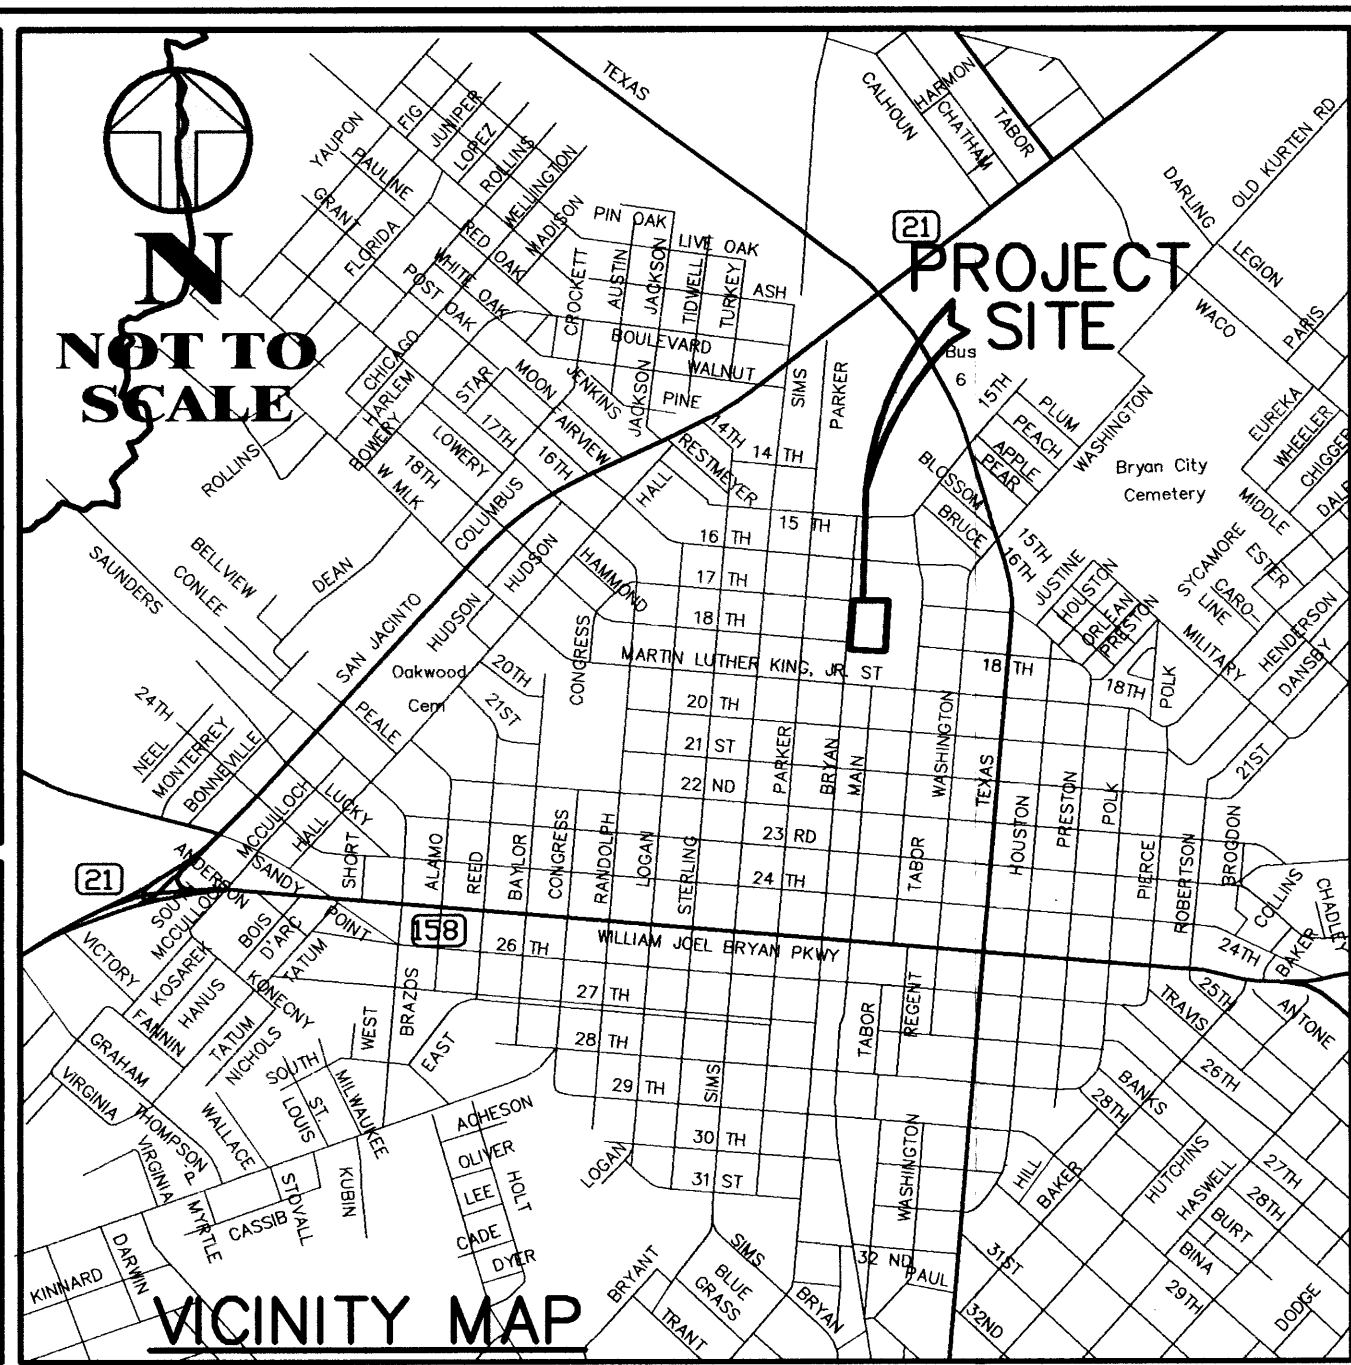 TEXAS
CALHOUN
HARMON
CHATHAM
TABOR
OLD KURTEN RD
DARLING
LEGION
WACO
PARIS
YAUPON
FIG
JUNIPER
LOPEZ
ROLLINS
WELLINGTON
MADISON
PAULINE
GRANT
FLORIDA
RED OAK
WHITE OAK
POST OAK
PIN OAK
LIVE OAK
CROCKETT
AUSTIN
JACKSON
TIDWELL
TURKEY
ASH
21
PROJECT
SITE
Bus
6
N
NOT TO
SCALE
BOULEVARD
WALNUT
PINE
JENKINS
JACKSON
SIMS
PARKER
CHICAGO
HARLEM
BOWERY
STAR
MOON
FAIRVIEW
17TH
16TH
LOWERY
18TH
W MLK
COLUMBUS
ROLLINS
14TH
14 TH
RESTMEYER
HALL
15TH
PLUM
PEACH
APPLE
PEAR
WASHINGTON
BLOSSOM
BRUCE
Bryan City
Cemetery
EUREKA
WHEELER
CHIGGER
DALE
MIDDLE
SYCAMORE
ESTER
CARO-
LINE
HENDERSON
DANSBY
MILITARY
15 TH
16 TH
17 TH
18 TH
15TH
16TH
JUSTINE
HOUSTON
ORLEAN
PRESTON
18 TH
18TH
POLK
SAUNDERS
BELLVIEW
CONLEE
DEAN
HUDSON
HAMMOND
HUDSON
SAN JACINTO
Oakwood
Cem
CONGRESS
MARTIN LUTHER KING, JR. ST
20TH
21ST
20 TH
21 ST
22 ND
23 RD
24 TH
PARKER
BRYAN
MAIN
WASHINGTON
TEXAS
TABOR
HOUSTON
PRESTON
POLK
PIERCE
ROBERTSON
BROGDON
21ST
24TH
NEEL
MONTERREY
BONNEVILLE
PEALE
MCCULLOCH
HALL
LUCKY
SHORT
ALAMO
REED
BAYLOR
CONGRESS
RANDOLPH
LOGAN
STERLING
21
ANDERSON
SANDY
POINT
SOUTH
MCCULLOCH
BOIS
D'ARC
TATUM
158
26 TH
WILLIAM JOEL BRYAN PKWY
24TH
COLLINS
CHADLEY
BAKER
25TH
ANTONE
TRAVIS
26TH
VICTORY
KOSAREK
HANUS
FANNIN
KONECNY
TATUM
NICHOLS
WEST
BRAZOS
EAST
27 TH
28 TH
29 TH
SIMS
TABOR
REGENT
WASHINGTON
30 TH
31 ST
GRAHAM
VIRGINIA
THOMPSON
VIRGINIA
P.
WALLACE
SOUTH
ST.
LOUIS
MILWAUKEE
ACHESON
OLIVER
LEE
CADE
DYER
HOLT
LOGAN
BANKS
28TH
HILL
BAKER
HUTCHINS
HASWELL
BURT
BINA
27TH
28TH
29TH
DODGE
STOVALL
KUBIN
CASSIB
MYRTLE
DARWIN
KINNARD
32 ND
PAUL
31ST
32ND
BRYANT
SIMS
BLUE
GRASS
TRANT
BRYAN
VICINITY MAP